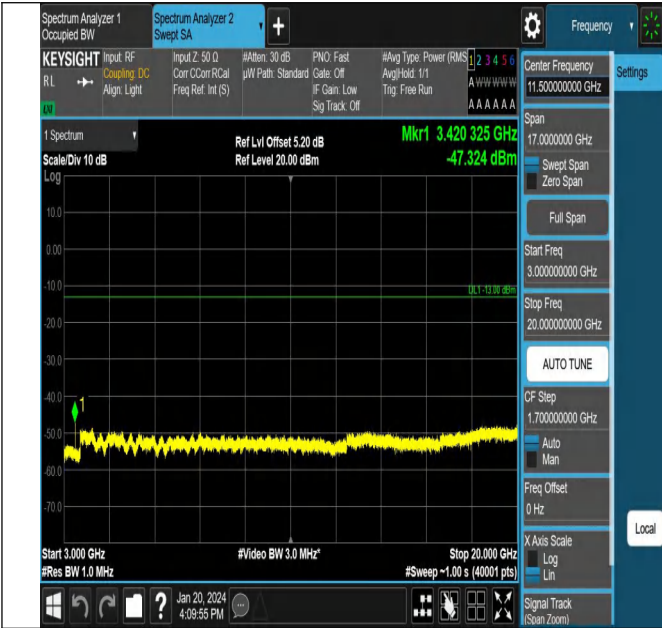 Spectrum Analyzer 1
Occupied BW
Spectrum Analyzer 2
Swept SA
+
Frequency
KEYSIGHT
RL
Input: RF
Coupling: DC
Align: Light
Input Z: 50 Ω
Corr CCorr RCal
Freq Ref: Int (S)
#Atten: 30 dB
µW Path: Standard
PNO: Fast
Gate: Off
IF Gain: Low
Sig Track: Off
#Avg Type: Power (RMS
Avg|Hold: 1/1
Trig: Free Run
1 2 3 4 5 6
A W W W W W
A A A A A A
1 Spectrum
Scale/Div 10 dB
Ref Lvl Offset 5.20 dB
Ref Level 20.00 dBm
Mkr1 3.420 325 GHz
-47.324 dBm
Log
10.0
0.00
-10.0
-20.0
-30.0
-40.0
-50.0
-60.0
-70.0
DL1 -13.00 dBm
1
Start 3.000 GHz
#Res BW 1.0 MHz
#Video BW 3.0 MHz*
Stop 20.000 GHz
#Sweep ~1.00 s (40001 pts)
Jan 20, 2024
4:09:55 PM
Center Frequency
11.500000000 GHz
Settings
Span
17.0000000 GHz
Swept Span
Zero Span
Full Span
Start Freq
3.000000000 GHz
Stop Freq
20.000000000 GHz
AUTO TUNE
CF Step
1.700000000 GHz
Auto
Man
Freq Offset
0 Hz
X Axis Scale
Log
Lin
Local
Signal Track
(Span Zoom)